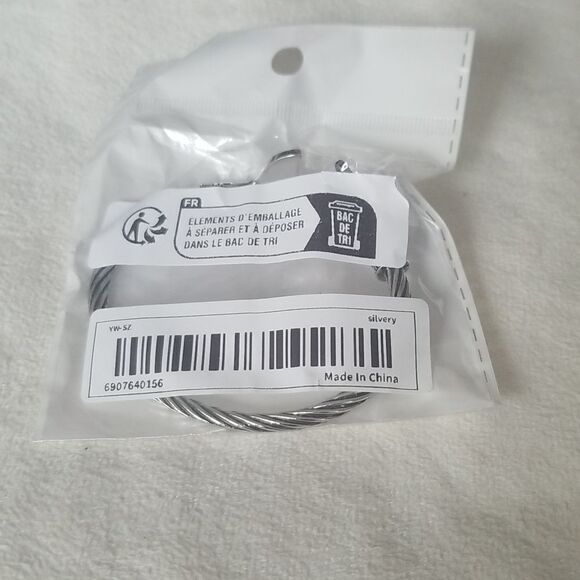 FR
ELEMENTS D'EMBALLAGE
À SÉPARER ET À DÉPOSER
DANS LE BAC DE TRI
BAC
DE
TRI
YW-SZ
silvery
6907640156
Made In China